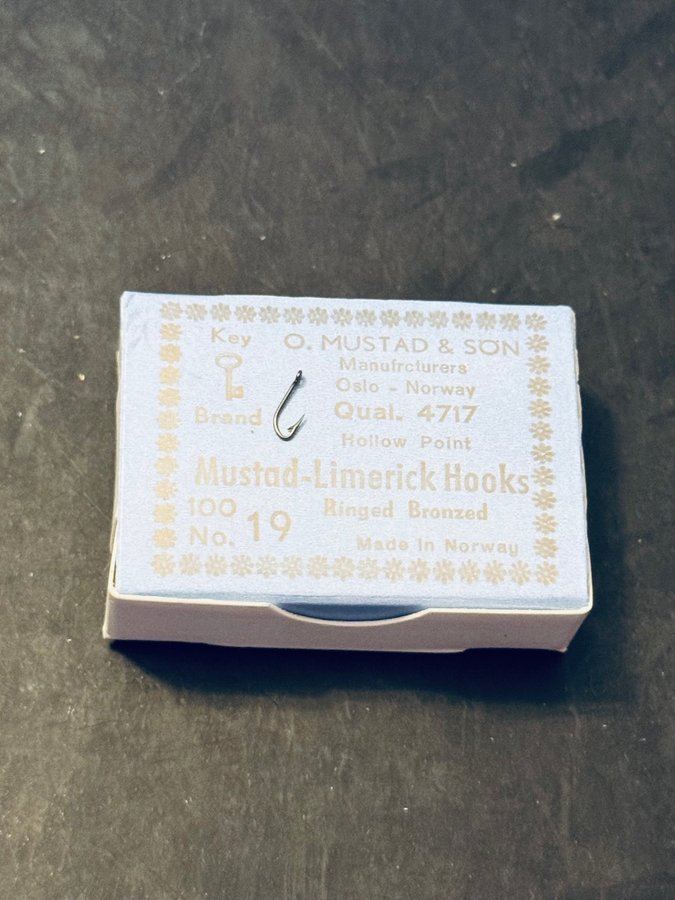 Key
Brand
O. MUSTAD & SÖN
Manufrcturers
Oslo - Norway
Qual. 4717
Hollow Point
Mustad-Limerick Hooks
100
No. 19
Ringed Bronzed
Made in Norway